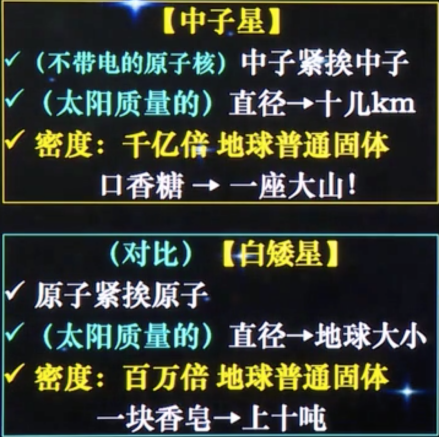 【中子星】
✓（不带电的原子核）中子紧挨中子
✓（太阳质量的）直径→十几km
✓ 密度：千亿倍 地球普通固体
口香糖 → 一座大山！
（对比）【白矮星】
✓ 原子紧挨原子
✓（太阳质量的）直径→地球大小
✓ 密度：百万倍 地球普通固体
一块香皂→上十吨